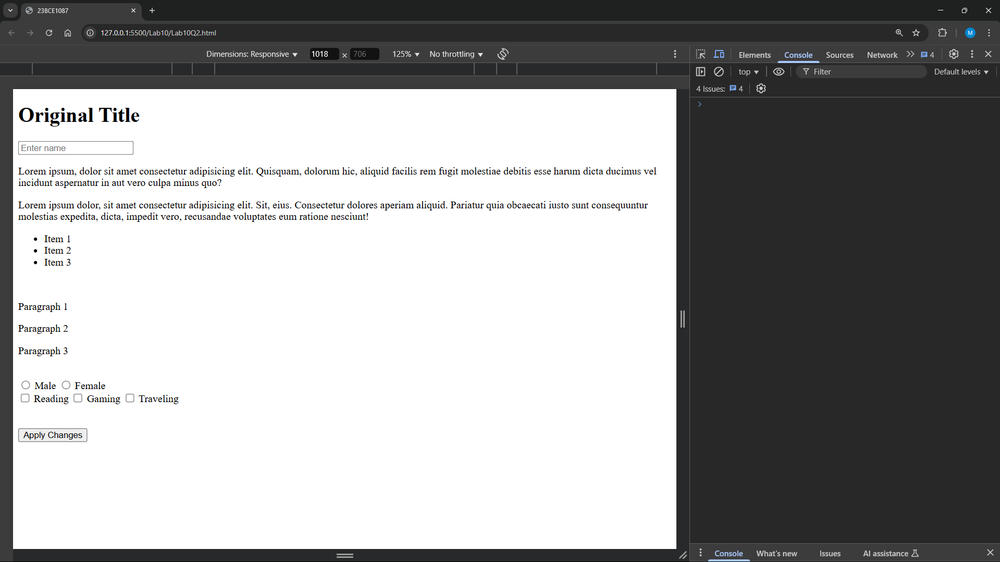 23BCE1087
127.0.0.1:5500/Lab10/Lab10Q2.html
M
Dimensions: Responsive 1018 x 706 125% No throttling
Elements Console Sources Network 4
top Filter Default levels
4 Issues: 4
Original Title
Enter name
Lorem ipsum, dolor sit amet consectetur adipisicing elit. Quisquam, dolorum hic, aliquid facilis rem fugit molestiae debitis esse harum dicta ducimus vel
incidunt aspernatur in aut vero culpa minus quo?
Lorem ipsum dolor, sit amet consectetur adipisicing elit. Sit, eius. Consectetur dolores aperiam aliquid. Pariatur quia obcaecati iusto sunt consequuntur
molestias expedita, dicta, impedit vero, recusandae voluptates eum ratione nesciunt!
Item 1
Item 2
Item 3
Paragraph 1
Paragraph 2
Paragraph 3
Male Female
Reading Gaming Traveling
Apply Changes
Console What's new Issues AI assistance